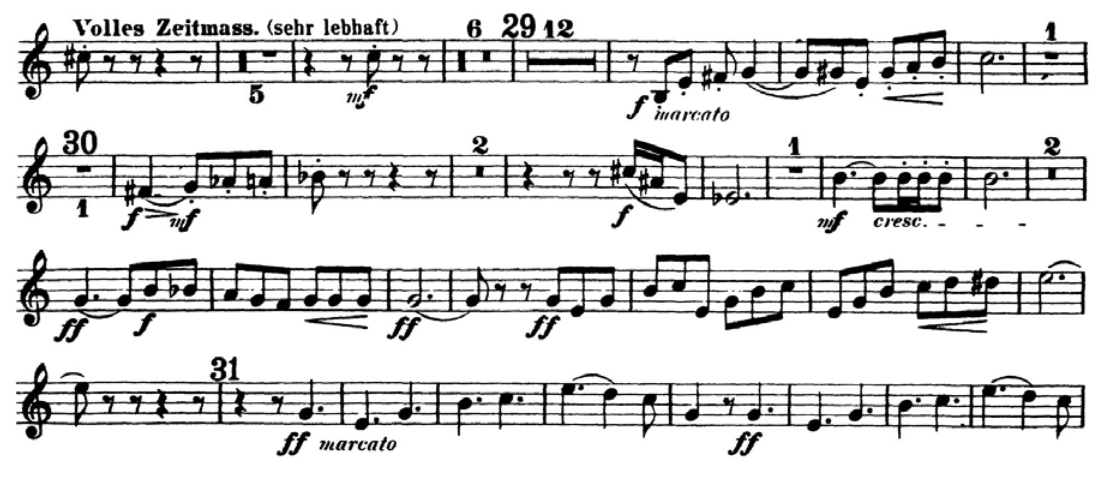 Volles Zeitmass. (sehr lebhaft) 6 29 12 1
5 mf f marcato
30 2 1 2
1 f mf f mf cresc.
ff f ff ff
31
ff marcato ff